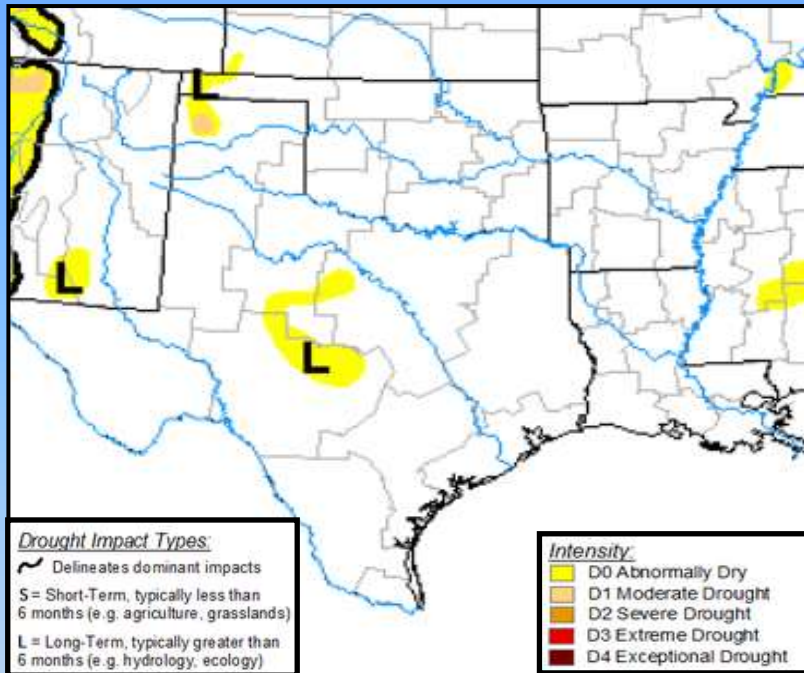 L
L
L
Drought Impact Types:
Delineates dominant impacts
S = Short-Term, typically less than
6 months (e.g. agriculture, grasslands)
L = Long-Term, typically greater than
6 months (e.g. hydrology, ecology)
Intensity:
D0 Abnormally Dry
D1 Moderate Drought
D2 Severe Drought
D3 Extreme Drought
D4 Exceptional Drought